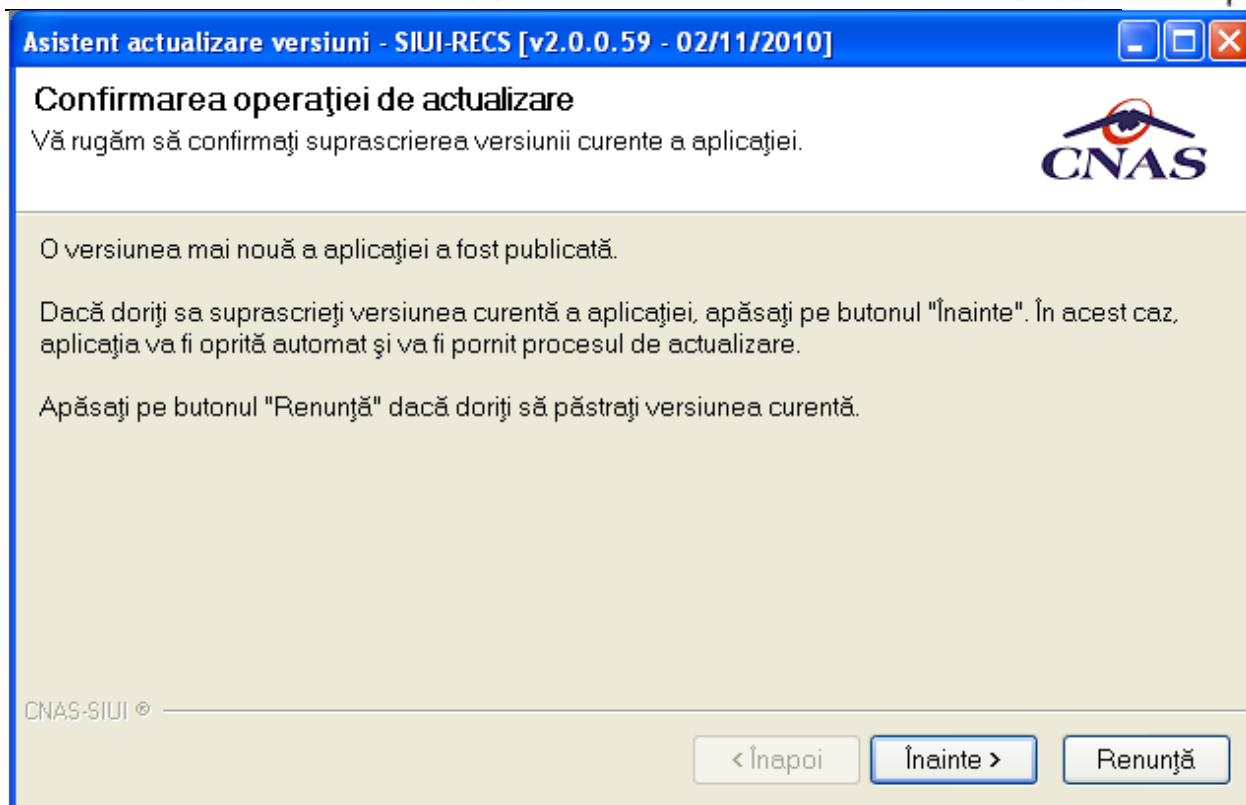 Asistent actualizare versiuni - SIUI-RECS [v2.0.0.59 - 02/11/2010]
Confirmarea operaţiei de actualizare
Vă rugăm să confirmaţi suprascrierea versiunii curente a aplicaţiei.
CNAS
O versiunea mai nouă a aplicaţiei a fost publicată.
Dacă doriţi sa suprascrieţi versiunea curentă a aplicaţiei, apăsaţi pe butonul "Înainte". În acest caz,
aplicaţia va fi oprită automat şi va fi pornit procesul de actualizare.
Apăsaţi pe butonul "Renunţă" dacă doriţi să păstraţi versiunea curentă.
CNAS-SIUI ®
< Înapoi
Înainte >
Renunţă